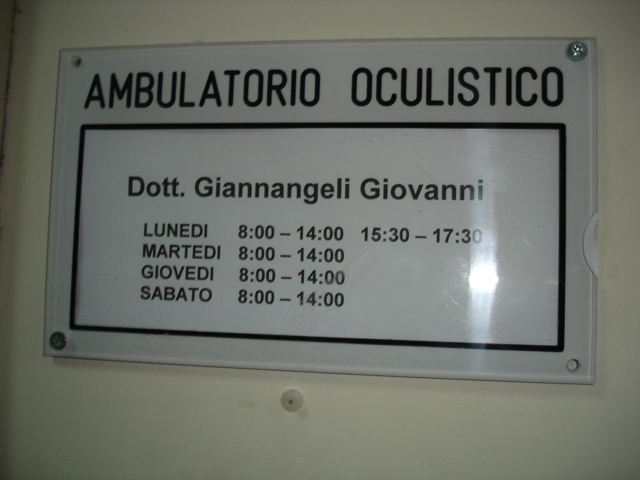 AMBULATORIO OCULISTICO
Dott. Giannangeli Giovanni
LUNEDI 8:00 – 14:00 15:30 – 17:30
MARTEDI 8:00 – 14:00
GIOVEDI 8:00 – 14:00
SABATO 8:00 – 14:00